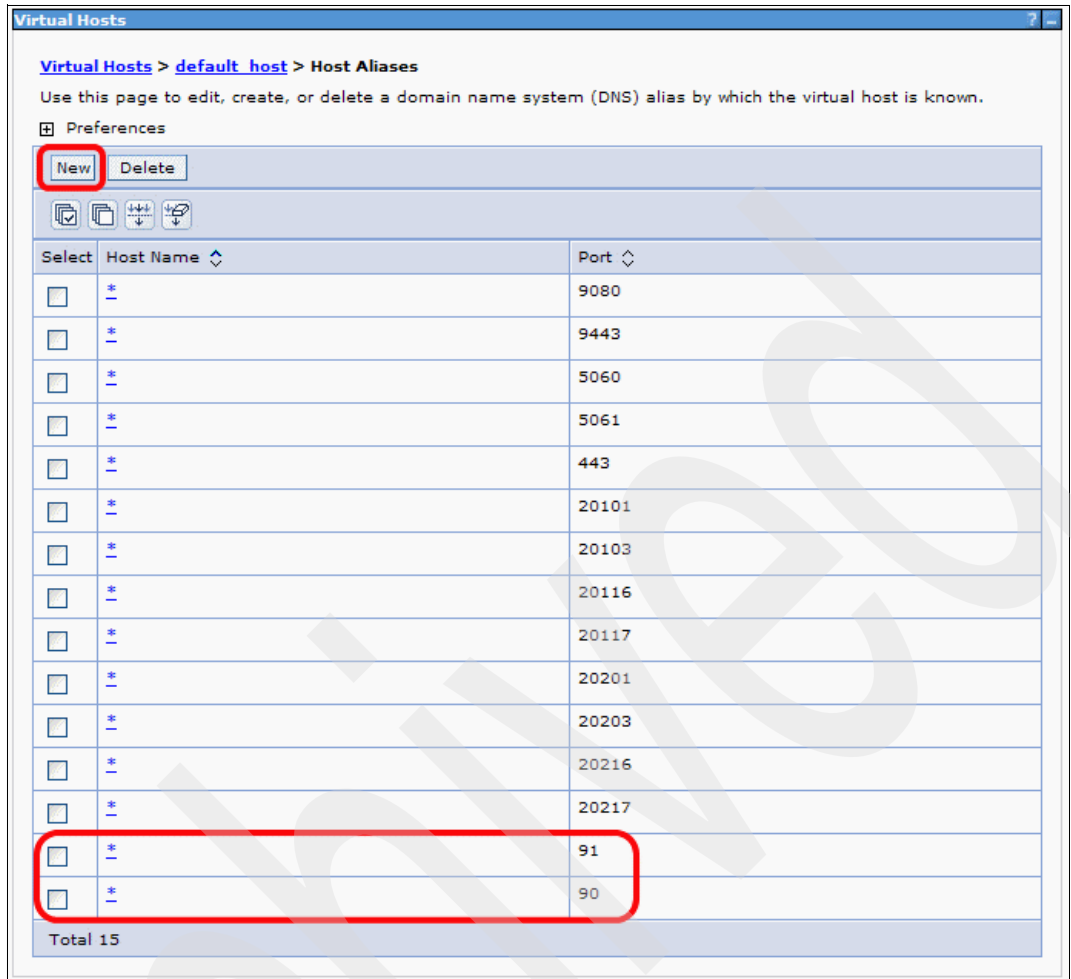 Virtual Hosts ? –
Virtual Hosts > default_host > Host Aliases
Use this page to edit, create, or delete a domain name system (DNS) alias by which the virtual host is known.
+ Preferences
New Delete
Select Host Name Port
* 9080
* 9443
* 5060
* 5061
* 443
* 20101
* 20103
* 20116
* 20117
* 20201
* 20203
* 20216
* 20217
* 91
* 90
Total 15
hived